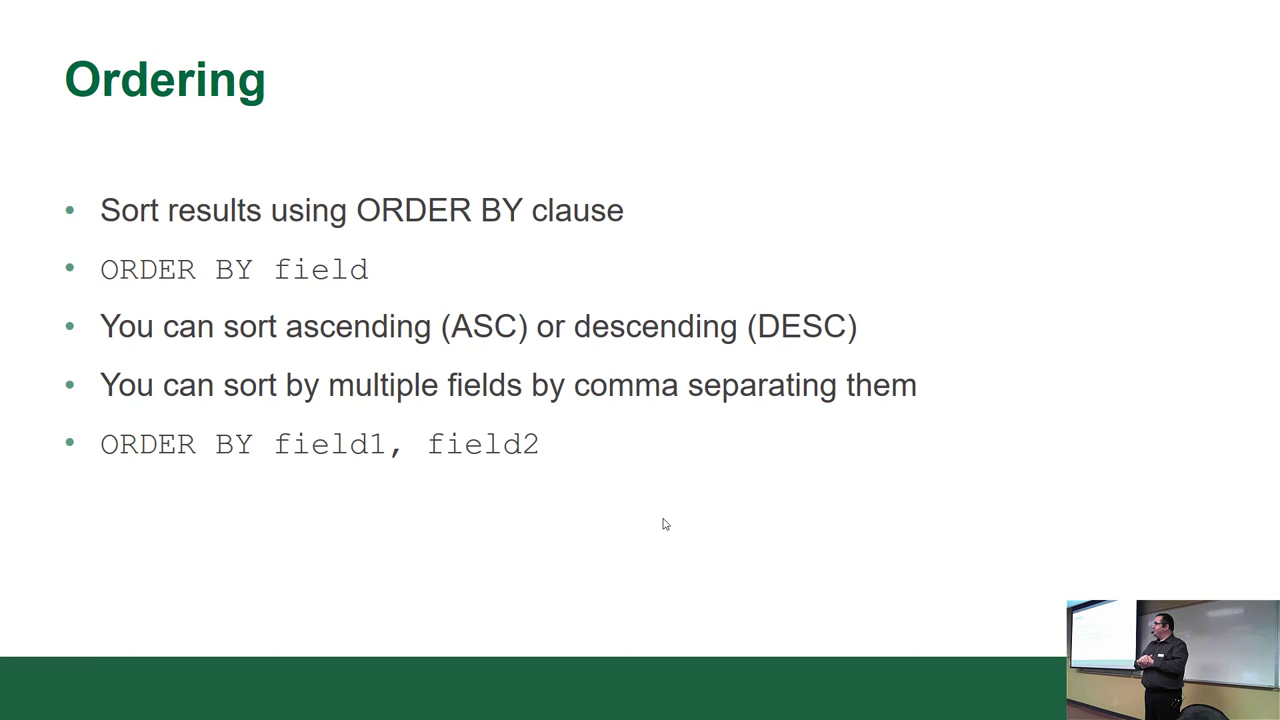 Ordering
• Sort results using ORDER BY clause
• ORDER BY field
• You can sort ascending (ASC) or descending (DESC)
• You can sort by multiple fields by comma separating them
• ORDER BY field1, field2